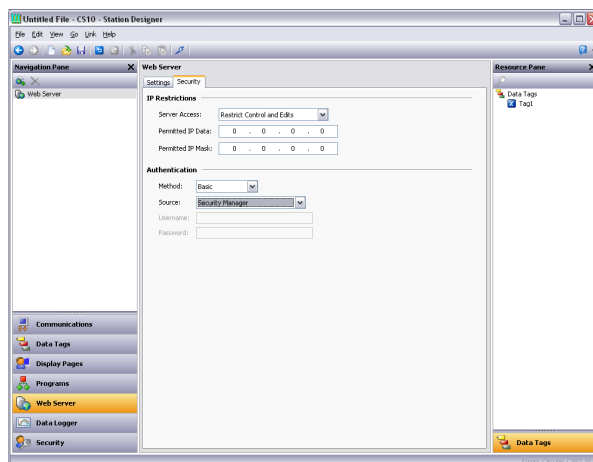 Untitled File - CS10 - Station Designer
File Edit View Go Link Help
Navigation Pane
Web Server
Resource Pane
Web Server
Settings Security
IP Restrictions
Server Access: Restrict Control and Edits
Permitted IP Data: 0 . 0 . 0 . 0
Permitted IP Mask: 0 . 0 . 0 . 0
Authentication
Method: Basic
Source: Security Manager
Username:
Password:
Data Tags
Tag1
Communications
Data Tags
Display Pages
Programs
Web Server
Data Logger
Security
Data Tags